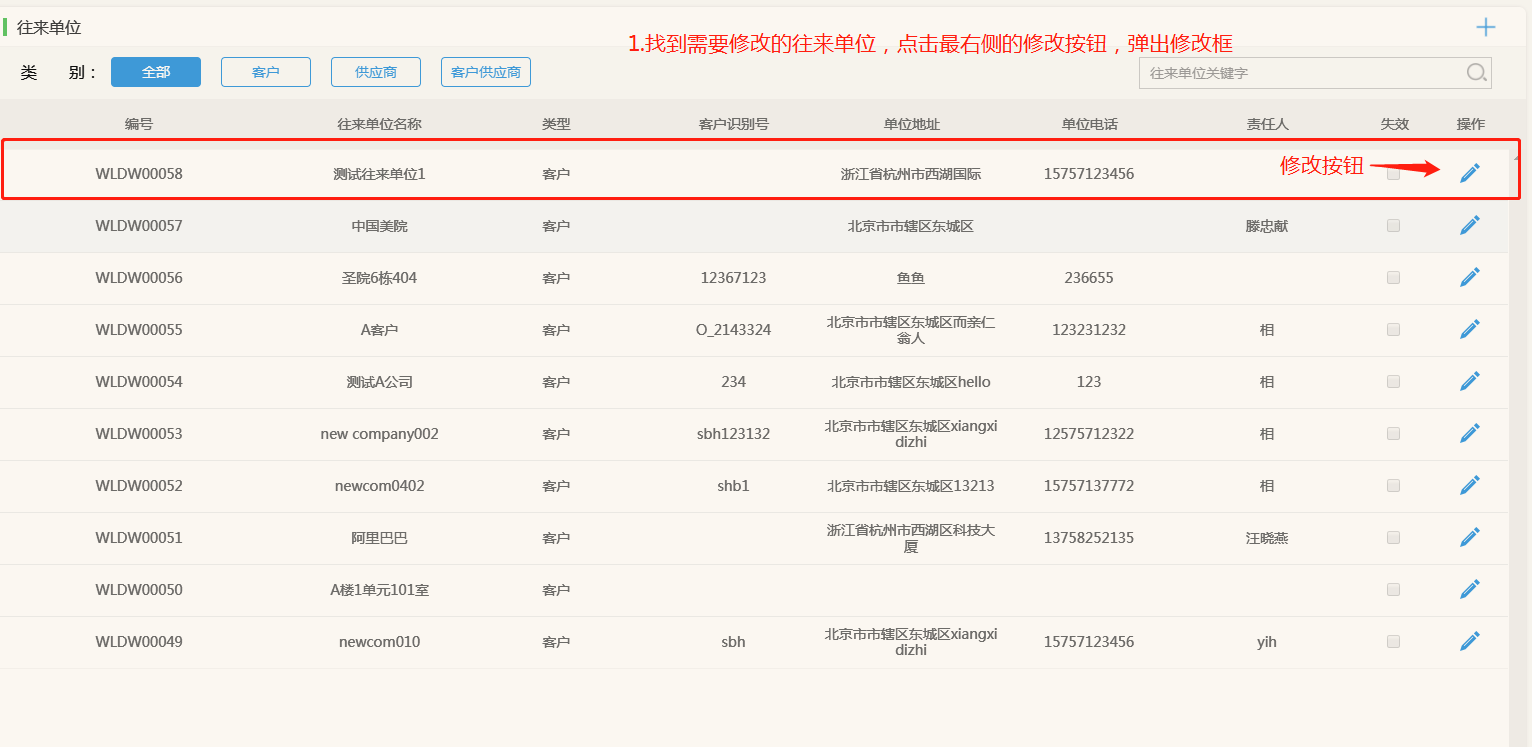 往来单位
1.找到需要修改的往来单位，点击最右侧的修改按钮，弹出修改框
类 别： 全部 客户 供应商 客户供应商 往来单位关键字
编号 往来单位名称 类型 客户识别号 单位地址 单位电话 责任人 失效 操作
WLDW00058 测试往来单位1 客户 浙江省杭州市西湖国际 15757123456 修改按钮
WLDW00057 中国美院 客户 北京市市辖区东城区 滕忠献
WLDW00056 圣院6栋404 客户 12367123 鱼鱼 236655
WLDW00055 A客户 客户 O_2143324 北京市市辖区东城区而亲仁 123231232 相
翁人
WLDW00054 测试A公司 客户 234 北京市市辖区东城区hello 123 相
WLDW00053 new company002 客户 sbh123132 北京市市辖区东城区xiangxi 12575712322 相
dizhi
WLDW00052 newcom0402 客户 shb1 北京市市辖区东城区13213 15757137772 相
WLDW00051 阿里巴巴 客户 浙江省杭州市西湖区科技大 13758252135 汪晓燕
厦
WLDW00050 A楼1单元101室 客户
WLDW00049 newcom010 客户 sbh 北京市市辖区东城区xiangxi 15757123456 yih
dizhi